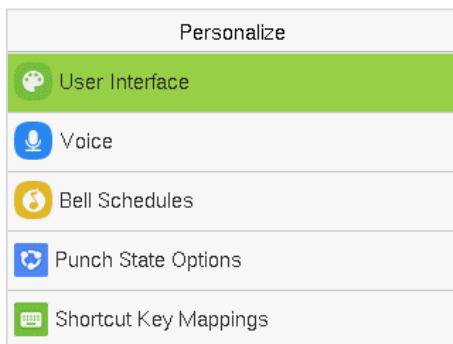 Personalize
User Interface
Voice
Bell Schedules
Punch State Options
Shortcut Key Mappings